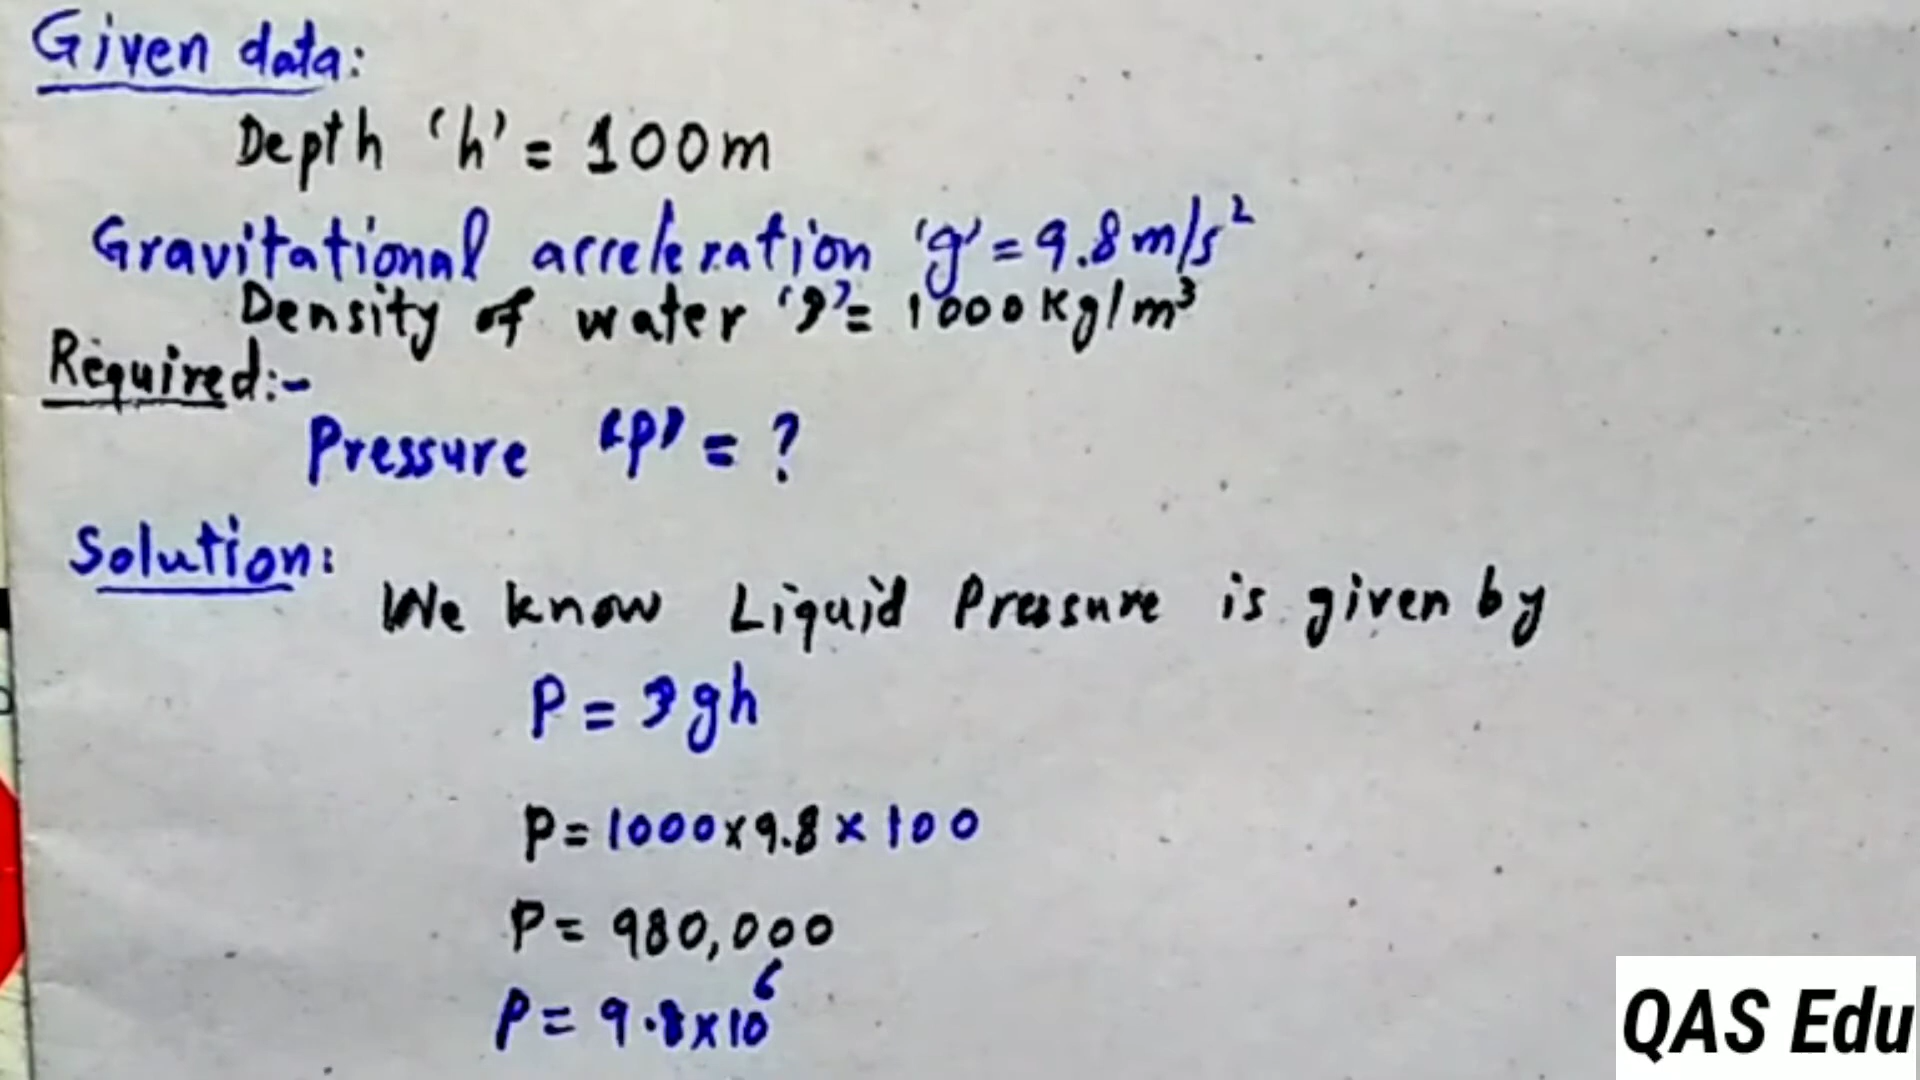 Given data:
Depth 'h' = 100m
Gravitational acceleration 'g' = 9.8 m/s²
Density of water 'ρ' = 1000 Kg/m³
Required:-
Pressure 'p' = ?
Solution:
We know Liquid Pressure is given by
P = ρgh
P = 1000 x 9.8 x 100
P = 980,000
P = 9.8 x 10⁶
QAS Edu